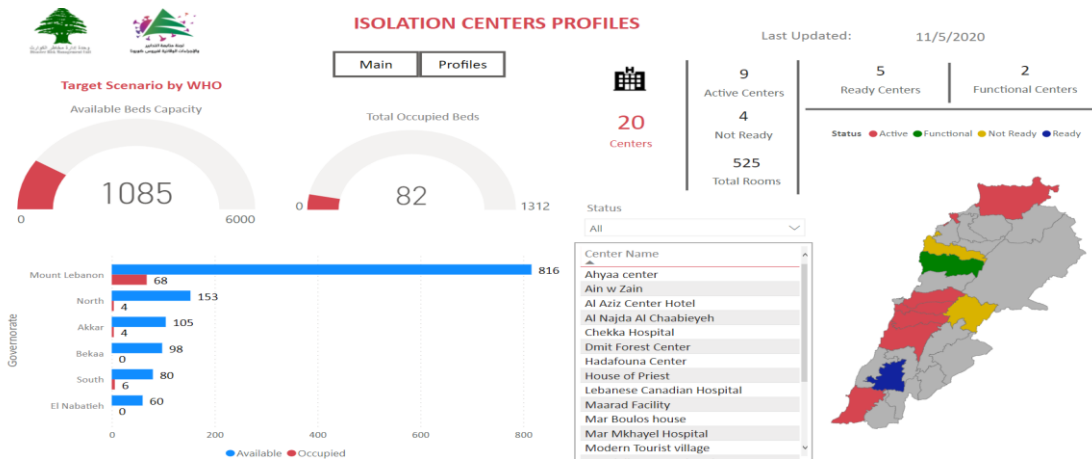 ISOLATION CENTERS PROFILES
Last Updated: 11/5/2020
Main
Profiles
Target Scenario by WHO
Available Beds Capacity
1085
0
6000
Total Occupied Beds
82
0
1312
20
Centers
9
Active Centers
4
Not Ready
525
Total Rooms
5
Ready Centers
2
Functional Centers
Status Active Functional Not Ready Ready
Status
All
Center Name
Ahyaa center
Ain w Zain
Al Aziz Center Hotel
Al Najda Al Chaabieyeh
Chekka Hospital
Dmit Forest Center
Hadafouna Center
House of Priest
Lebanese Canadian Hospital
Maarad Facility
Mar Boulos house
Mar Mkhayel Hospital
Modern Tourist village
Governorate
Mount Lebanon 816
68
North 153
4
Akkar 105
4
Bekaa 98
0
South 80
6
El Nabatieh 60
0
0 200 400 600 800
Available Occupied